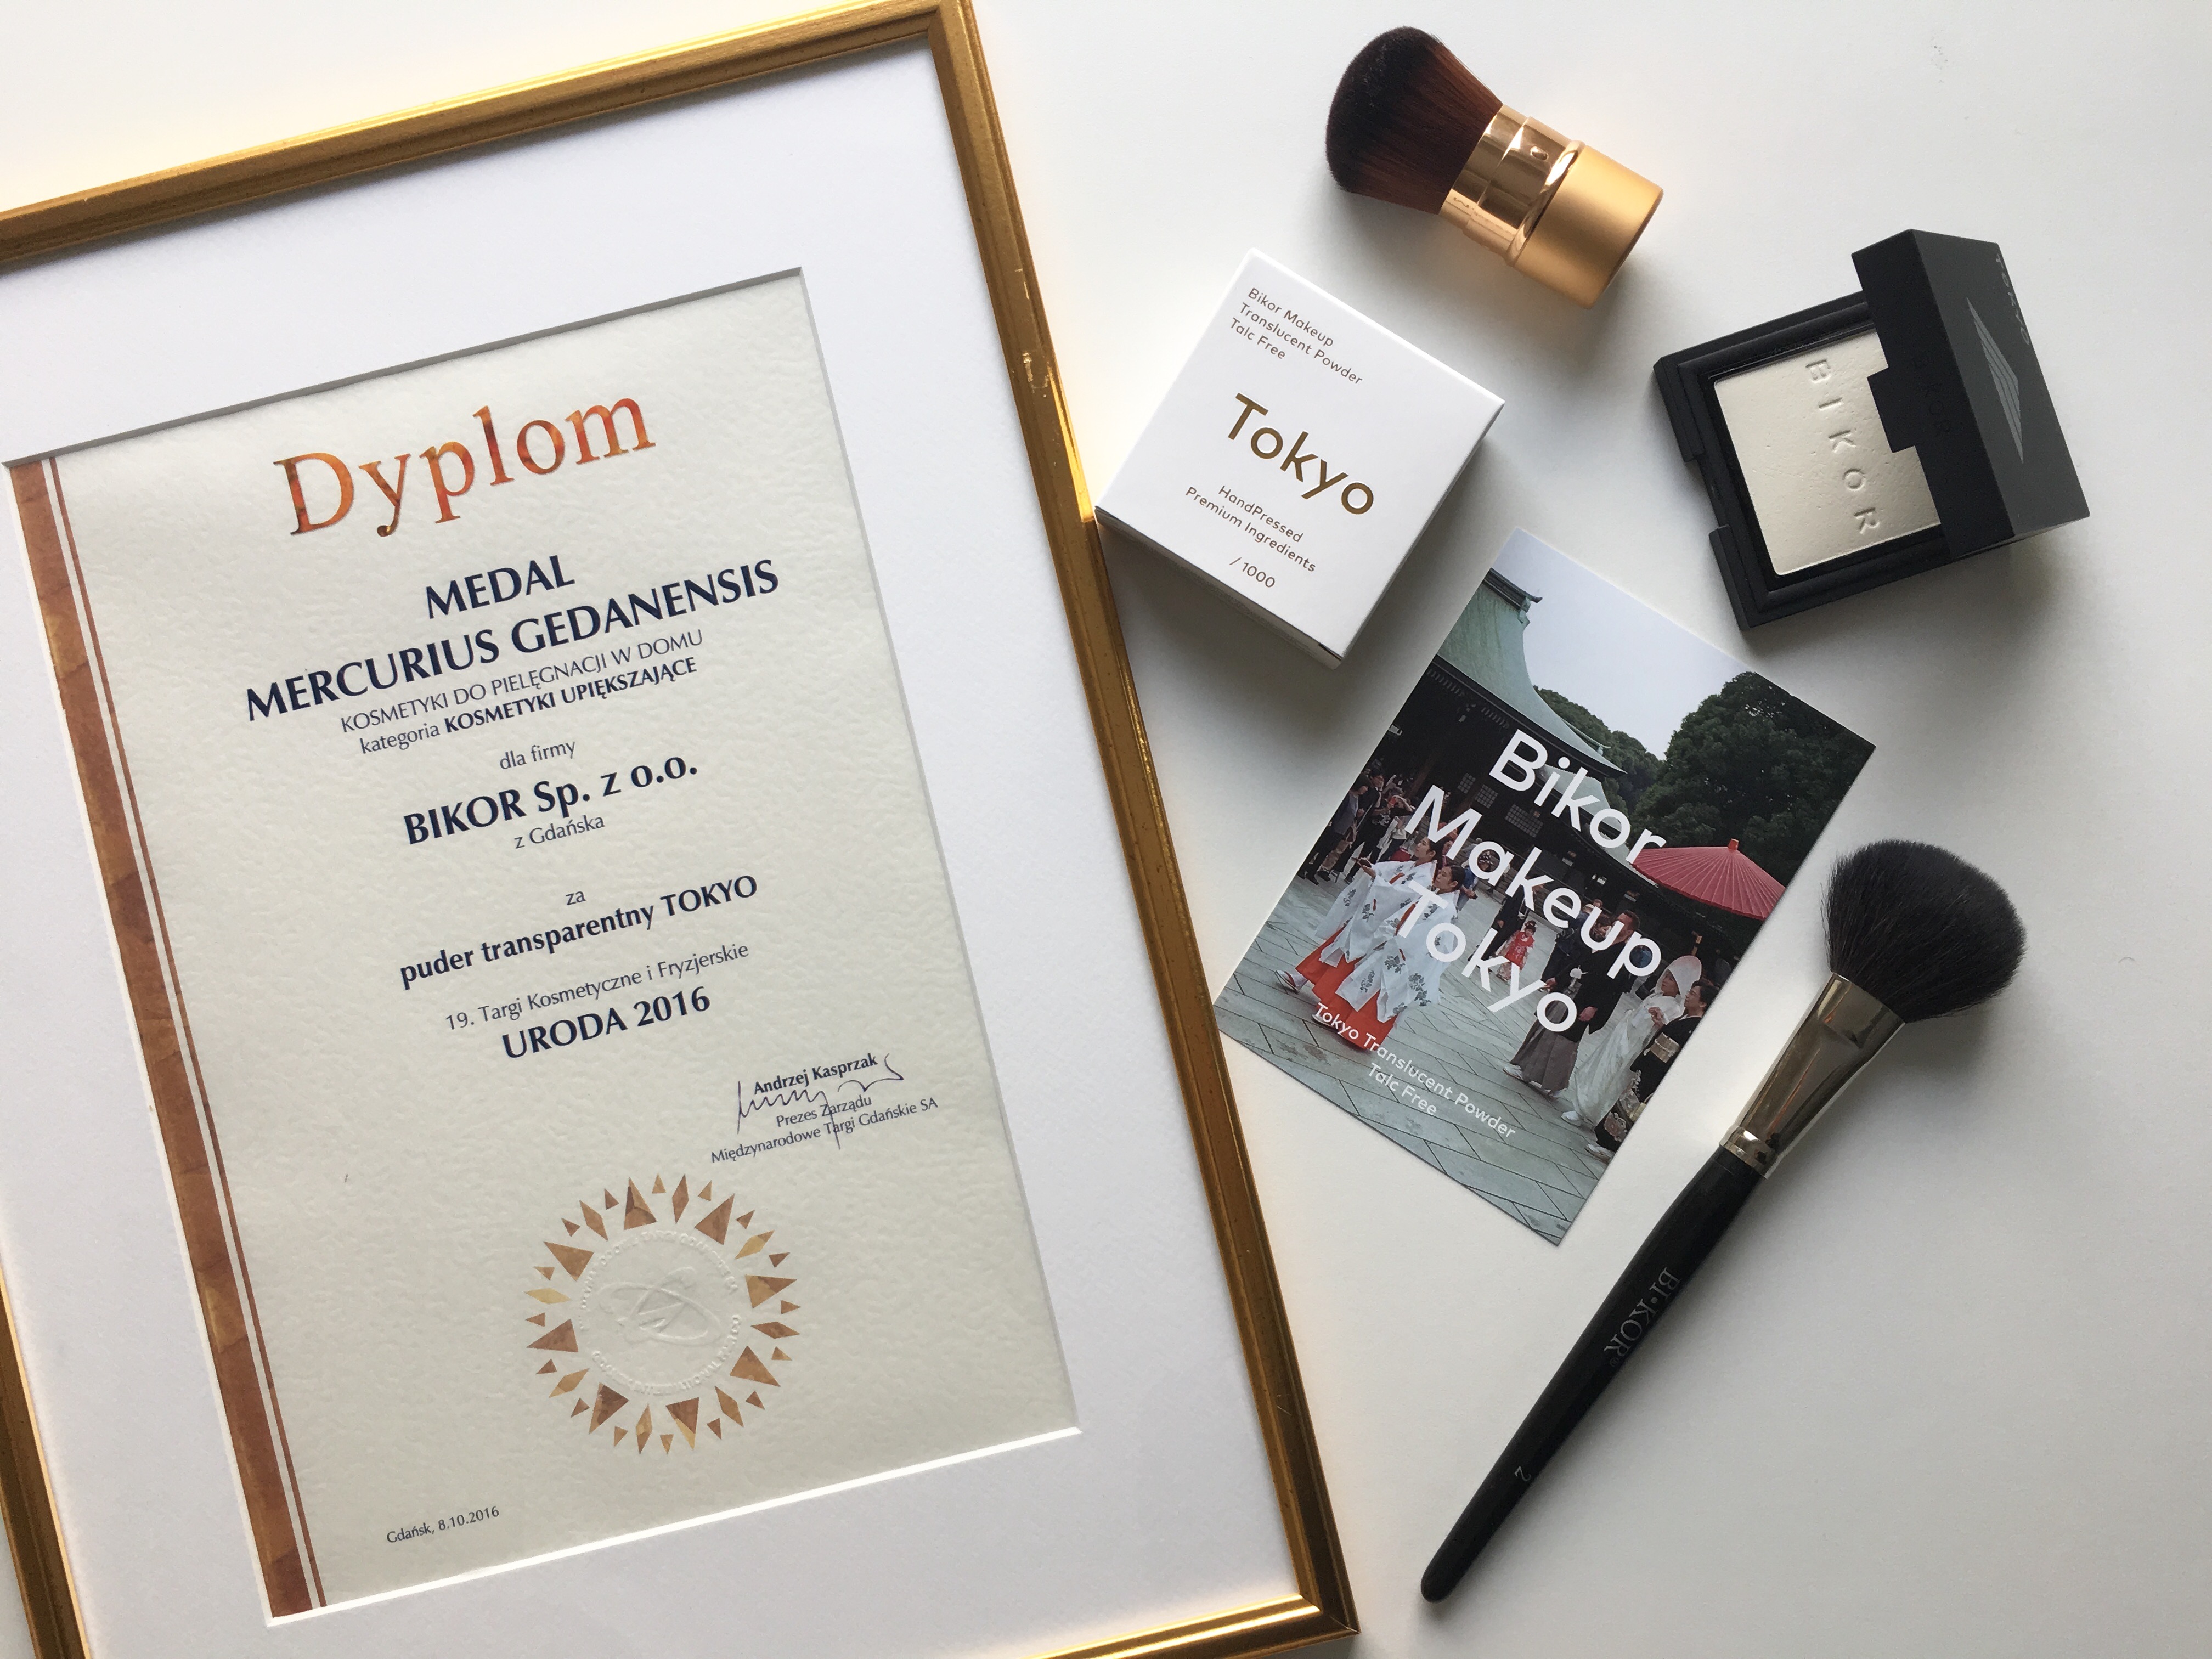 Dyplom
MEDAL
MERCURIUS GEDANENSIS
KOSMETYKI DO PIELĘGNACJI W DOMU
kategoria KOSMETYKI UPIĘKSZAJĄCE
dla firmy
BIKOR Sp. z o.o.
z Gdańska
za
puder transparentny TOKYO
19. Targi Kosmetyczne i Fryzjerskie
URODA 2016
Andrzej Kasprzak
Prezes Zarządu
Międzynarodowe Targi Gdańskie SA
Gdańsk, 8.10.2016
Bikor Makeup
Translucent Powder
Talc Free
Tokyo
HandPressed
Premium Ingredients
/ 1000
BIKOR
TOKYO
Bikor
Makeup
Tokyo
Tokyo Translucent Powder
Talc Free
BI•KOR®
2